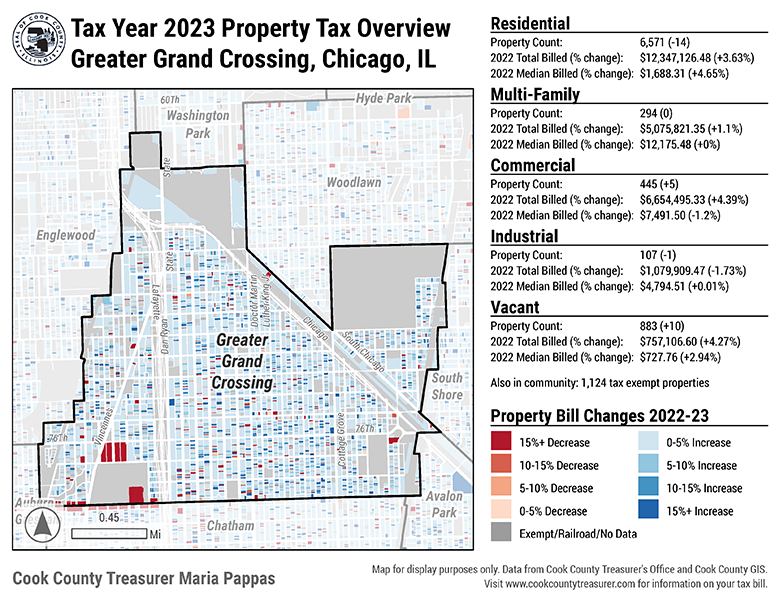 Tax Year 2023 Property Tax Overview
Greater Grand Crossing, Chicago, IL
SEAL OF COOK COUNTY
ILLINOIS
60Th
Hyde Park
Washington
Park
State
Woodlawn
Englewood
State
Lafayette
Dan Ryan
Doctor Martin
Luther King Jr
Chicago
South Chicago
Greater
Grand
Crossing
South
Shore
Vincennes
76Th
Cottage Grove
76Th
Auburn
Gresham
Avalon
Park
Chatham
0.45
Mi
Residential
Property Count: 6,571 (-14)
2022 Total Billed (% change): $12,347,126.48 (+3.63%)
2022 Median Billed (% change): $1,688.31 (+4.65%)
Multi-Family
Property Count: 294 (0)
2022 Total Billed (% change): $5,075,821.35 (+1.1%)
2022 Median Billed (% change): $12,175.48 (+0%)
Commercial
Property Count: 445 (+5)
2022 Total Billed (% change): $6,654,495.33 (+4.39%)
2022 Median Billed (% change): $7,491.50 (-1.2%)
Industrial
Property Count: 107 (-1)
2022 Total Billed (% change): $1,079,909.47 (-1.73%)
2022 Median Billed (% change): $4,794.51 (+0.01%)
Vacant
Property Count: 883 (+10)
2022 Total Billed (% change): $757,106.60 (+4.27%)
2022 Median Billed (% change): $727.76 (+2.94%)
Also in community: 1,124 tax exempt properties
Property Bill Changes 2022-23
15%+ Decrease 0-5% Increase
10-15% Decrease 5-10% Increase
5-10% Decrease 10-15% Increase
0-5% Decrease 15%+ Increase
Exempt/Railroad/No Data
Cook County Treasurer Maria Pappas
Map for display purposes only. Data from Cook County Treasurer's Office and Cook County GIS.
Visit www.cookcountytreasurer.com for information on your tax bill.